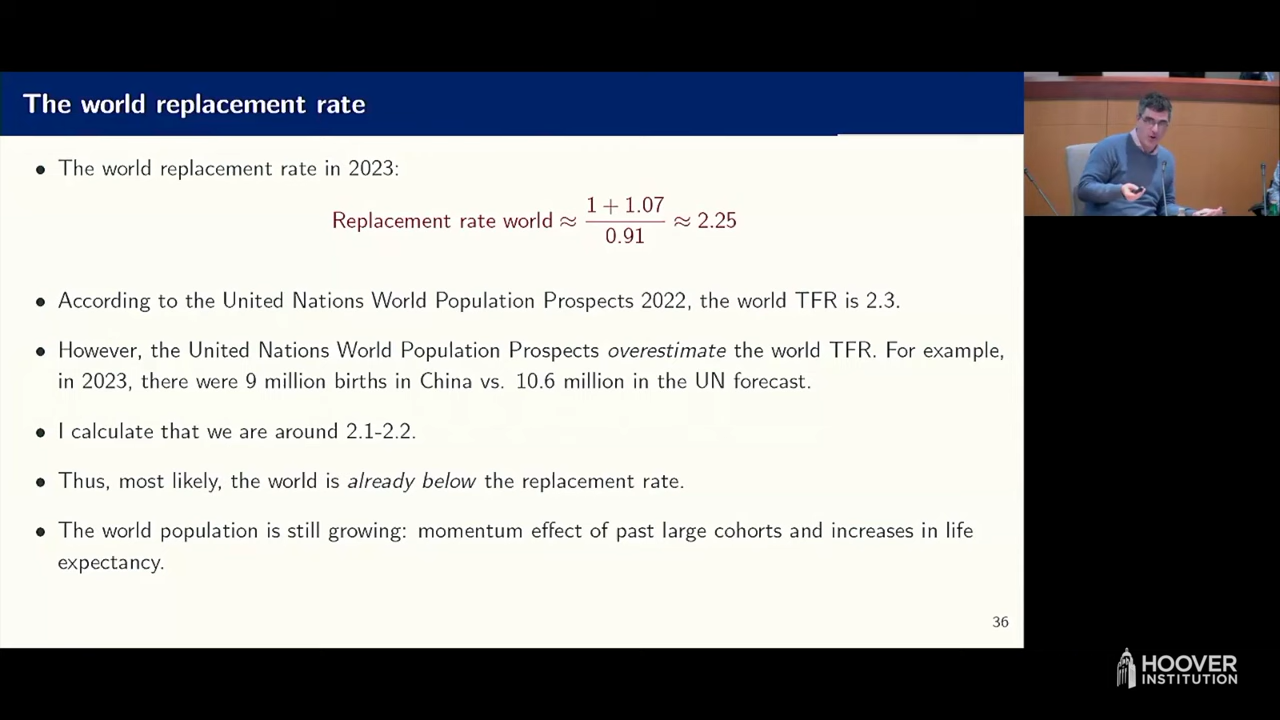 The world replacement rate
• The world replacement rate in 2023:
Replacement rate world ≈ 1 + 1.07 / 0.91 ≈ 2.25
• According to the United Nations World Population Prospects 2022, the world TFR is 2.3.
• However, the United Nations World Population Prospects overestimate the world TFR. For example,
in 2023, there were 9 million births in China vs. 10.6 million in the UN forecast.
• I calculate that we are around 2.1-2.2.
• Thus, most likely, the world is already below the replacement rate.
• The world population is still growing: momentum effect of past large cohorts and increases in life
expectancy.
36
HOOVER
INSTITUTION